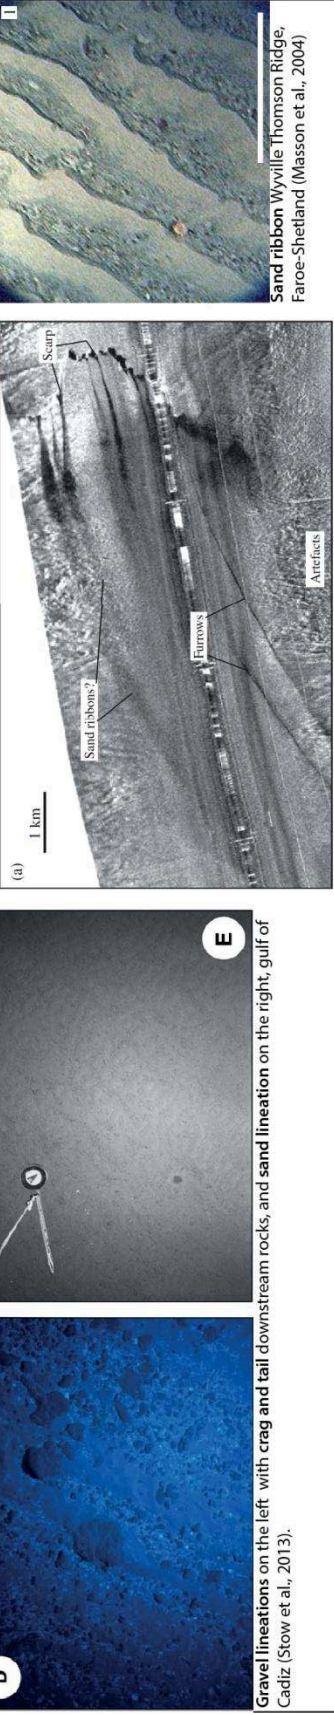 D
E
Gravel lineations on the left with crag and tail downstream rocks, and sand lineation on the right, gulf of
Cadiz (Stow et al., 2013).
(a)
1 km
Sand ribbons?
Furrows
Scarp
Artefacts
I
Sand ribbon Wyville Thomson Ridge,
Faroe-Shetland (Masson et al., 2004)